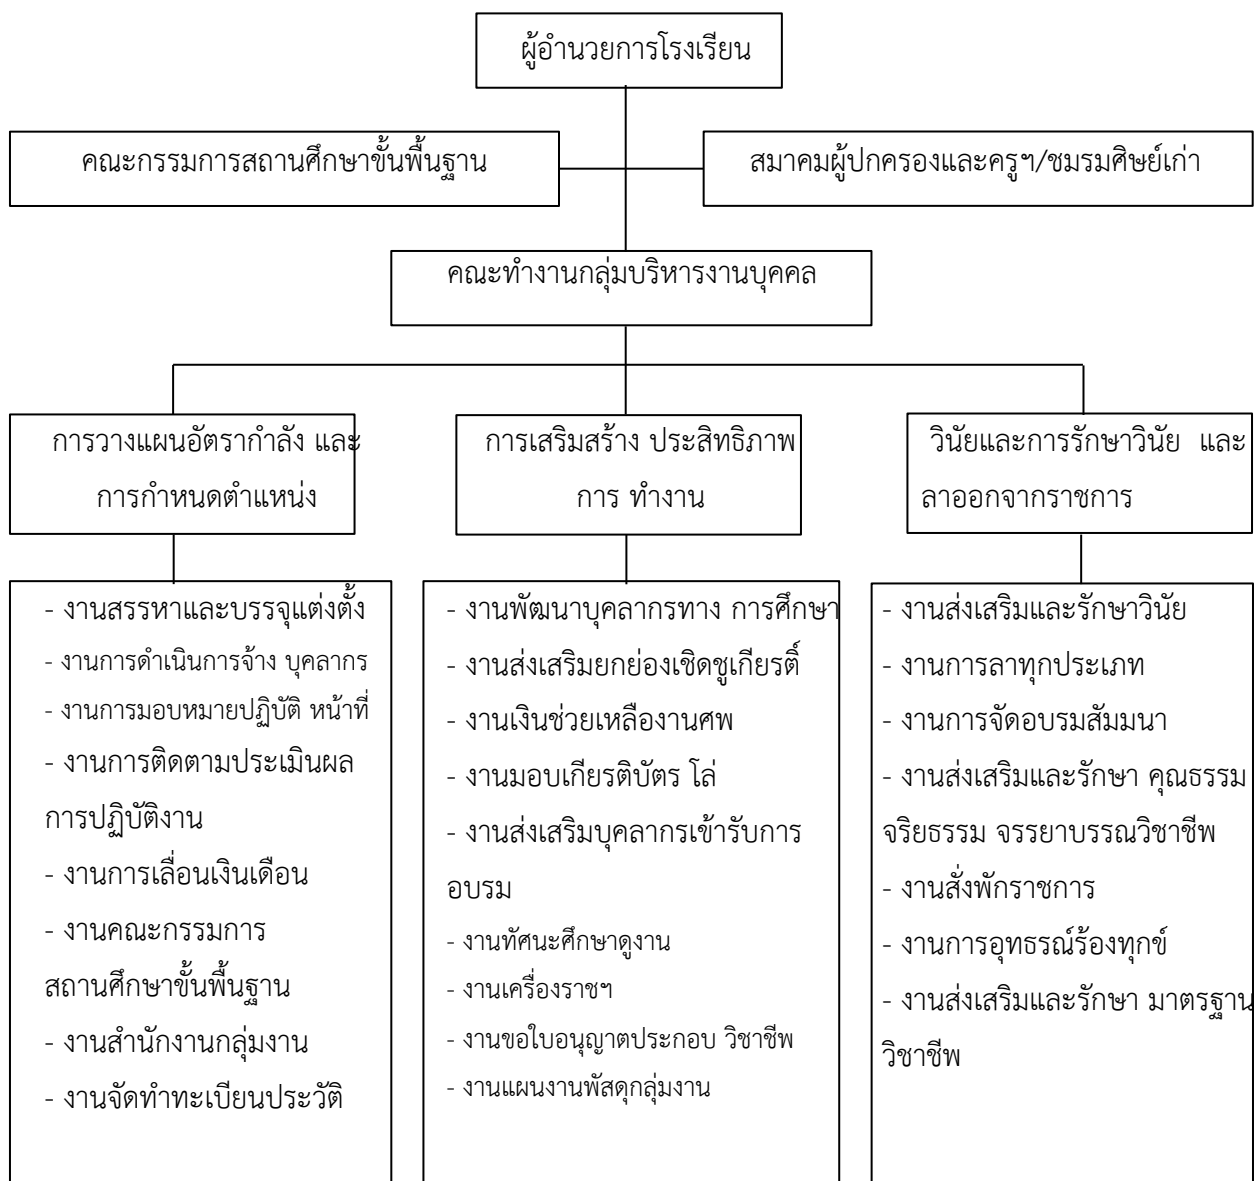 ผู้อำนวยการโรงเรียน
คณะกรรมการสถานศึกษาขั้นพื้นฐาน
สมาคมผู้ปกครองและครูฯ/ชมรมศิษย์เก่า
คณะทำงานกลุ่มบริหารงานบุคคล
การวางแผนอัตรากำลัง และ
การกำหนดตำแหน่ง
การเสริมสร้าง ประสิทธิภาพ
การ ทำงาน
วินัยและการรักษาวินัย และ
ลาออกจากราชการ
- งานสรรหาและบรรจุแต่งตั้ง
- งานการดำเนินการจ้าง บุคลากร
- งานการมอบหมายปฏิบัติ หน้าที่
- งานการติดตามประเมินผล
การปฏิบัติงาน
- งานการเลื่อนเงินเดือน
- งานคณะกรรมการ
สถานศึกษาขั้นพื้นฐาน
- งานสำนักงานกลุ่มงาน
- งานจัดทำทะเบียนประวัติ
- งานพัฒนาบุคลากรทาง การศึกษา
- งานส่งเสริมยกย่องเชิดชูเกียรติ์
- งานเงินช่วยเหลืองานศพ
- งานมอบเกียรติบัตร โล่
- งานส่งเสริมบุคลากรเข้ารับการ
อบรม
- งานทัศนะศึกษาดูงาน
- งานเครื่องราชฯ
- งานขอใบอนุญาตประกอบ วิชาชีพ
- งานแผนงานพัสดุกลุ่มงาน
- งานส่งเสริมและรักษาวินัย
- งานการลาทุกประเภท
- งานการจัดอบรมสัมมนา
- งานส่งเสริมและรักษา คุณธรรม
จริยธรรม จรรยาบรรณวิชาชีพ
- งานสั่งพักราชการ
- งานการอุทธรณ์ร้องทุกข์
- งานส่งเสริมและรักษา มาตรฐาน
วิชาชีพ